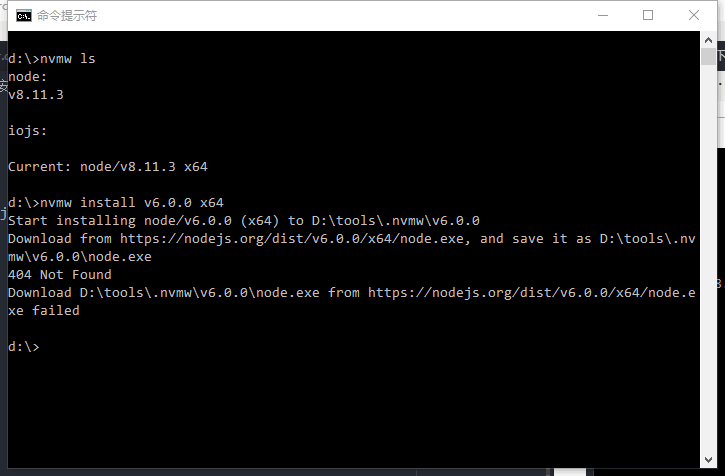 命令提示符
d:\>nvmw ls
node:
v8.11.3
iojs:
Current: node/v8.11.3 x64
d:\>nvmw install v6.0.0 x64
Start installing node/v6.0.0 (x64) to D:\tools\.nvmw\v6.0.0
Download from https://nodejs.org/dist/v6.0.0/x64/node.exe, and save it as D:\tools\.nv
mw\v6.0.0\node.exe
404 Not Found
Download D:\tools\.nvmw\v6.0.0\node.exe from https://nodejs.org/dist/v6.0.0/x64/node.e
xe failed
d:\>